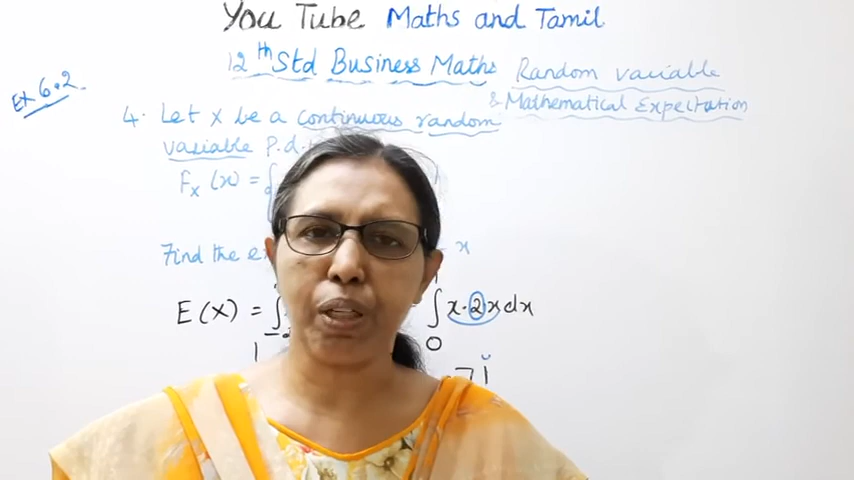 You Tube Maths and Tamil
12th Std Business Maths Random variable
Ex 6.2 & Mathematical Expectation
4. Let X be a continuous random
variable P.d.
Fx (x) =
Find the x
E(X) = ∫ ∫ x·2x dx
0
1